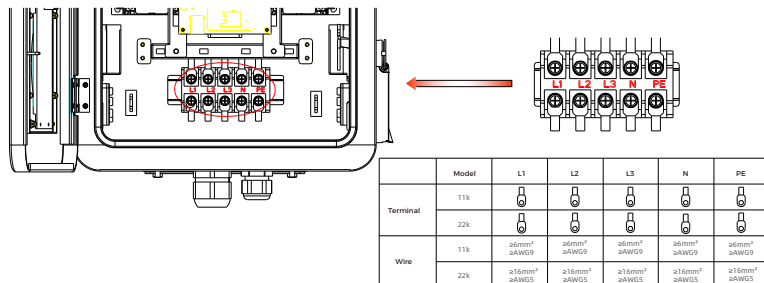 L1 L2 L3 N PE
L1 L2 L3 N PE
Model L1 L2 L3 N PE
Terminal
11k
22k
Wire
11k ≥6mm² ≥6mm² ≥6mm² ≥6mm² ≥6mm²
≥AWG9 ≥AWG9 ≥AWG9 ≥AWG9 ≥AWG9
22k ≥16mm² ≥16mm² ≥16mm² ≥16mm² ≥16mm²
≥AWG5 ≥AWG5 ≥AWG5 ≥AWG5 ≥AWG5